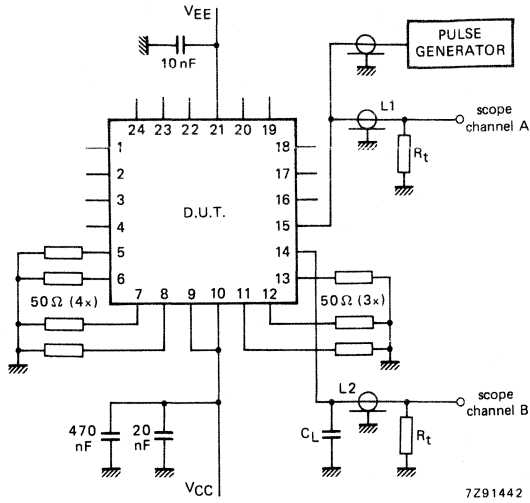 VEE
PULSE
GENERATOR
10 nF
L1
scope
channel A
Rt
24 23 22 21 20 19
1
2
3
4
5
6
18
17
16
15
14
13
D.U.T.
7 8 9 10 11 12
50 Ω (4x)
50 Ω (3x)
470
nF
20
nF
L2
scope
channel B
CL
Rt
VCC
7Z91442